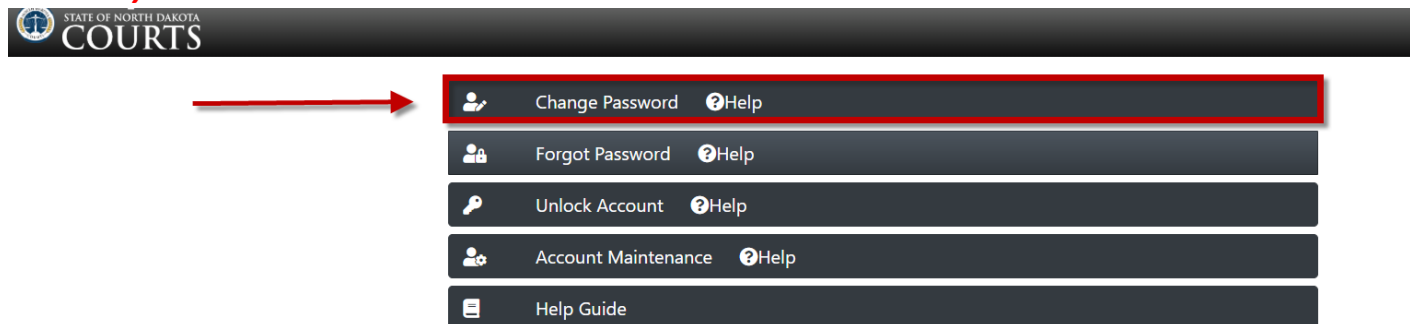 STATE OF NORTH DAKOTA
COURTS
Change Password ?Help
Forgot Password ?Help
Unlock Account ?Help
Account Maintenance ?Help
Help Guide